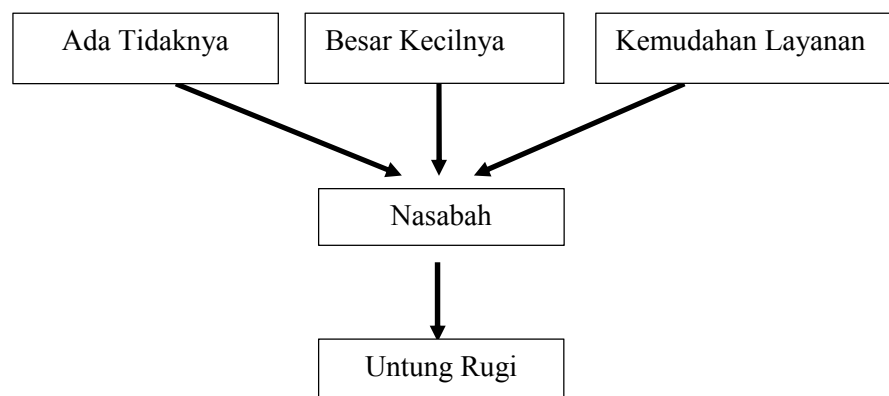 Ada Tidaknya
Besar Kecilnya
Kemudahan Layanan
Nasabah
Untung Rugi